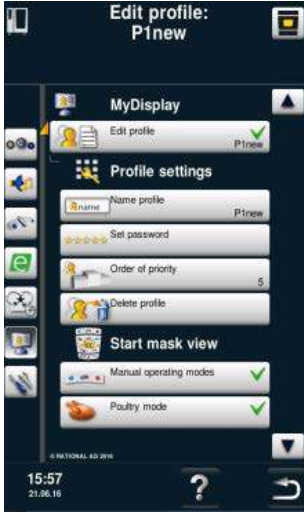 Edit profile:
P1new
MyDisplay
Edit profile
P1new
Profile settings
name
Name profile
P1new
Set password
Order of priority
5
Delete profile
Start mask view
Manual operating modes
Poultry mode
© RATIONAL AG 2016
15:57
21.06.16
?